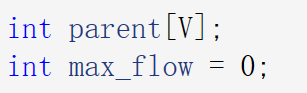 int parent[V];
int max_flow = 0;